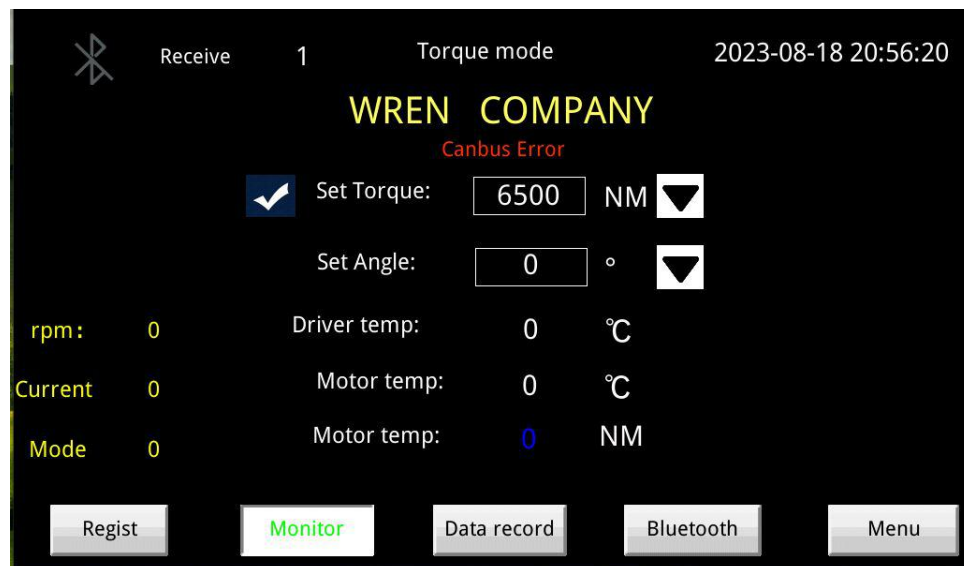 Receive 1 Torque mode 2023-08-18 20:56:20
WREN COMPANY
Canbus Error
Set Torque: 6500 NM
Set Angle: 0 °
rpm: 0 Driver temp: 0 ℃
Current 0 Motor temp: 0 ℃
Mode 0 Motor temp: 0 NM
Regist Monitor Data record Bluetooth Menu